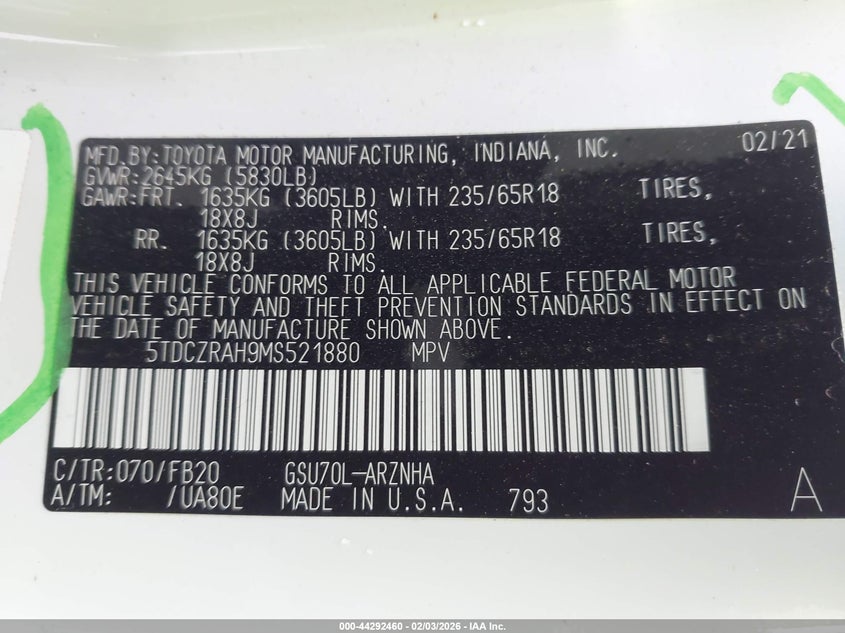 MFD.BY:TOYOTA MOTOR MANUFACTURING, INDIANA, INC. 02/21
GVWR:2645KG (5830LB)
GAWR:FRT. 1635KG (3605LB) WITH 235/65R18 TIRES,
18X8J RIMS.
RR. 1635KG (3605LB) WITH 235/65R18 TIRES,
18X8J RIMS.
THIS VEHICLE CONFORMS TO ALL APPLICABLE FEDERAL MOTOR
VEHICLE SAFETY AND THEFT PREVENTION STANDARDS IN EFFECT ON
THE DATE OF MANUFACTURE SHOWN ABOVE.
5TDCZRAH9MS521880 MPV
C/TR:070/FB20 GSU70L-ARZNHA
A/TM: /UA80E MADE IN U.S.A. 793 A
000-44292460 - 02/03/2026 - IAA Inc.